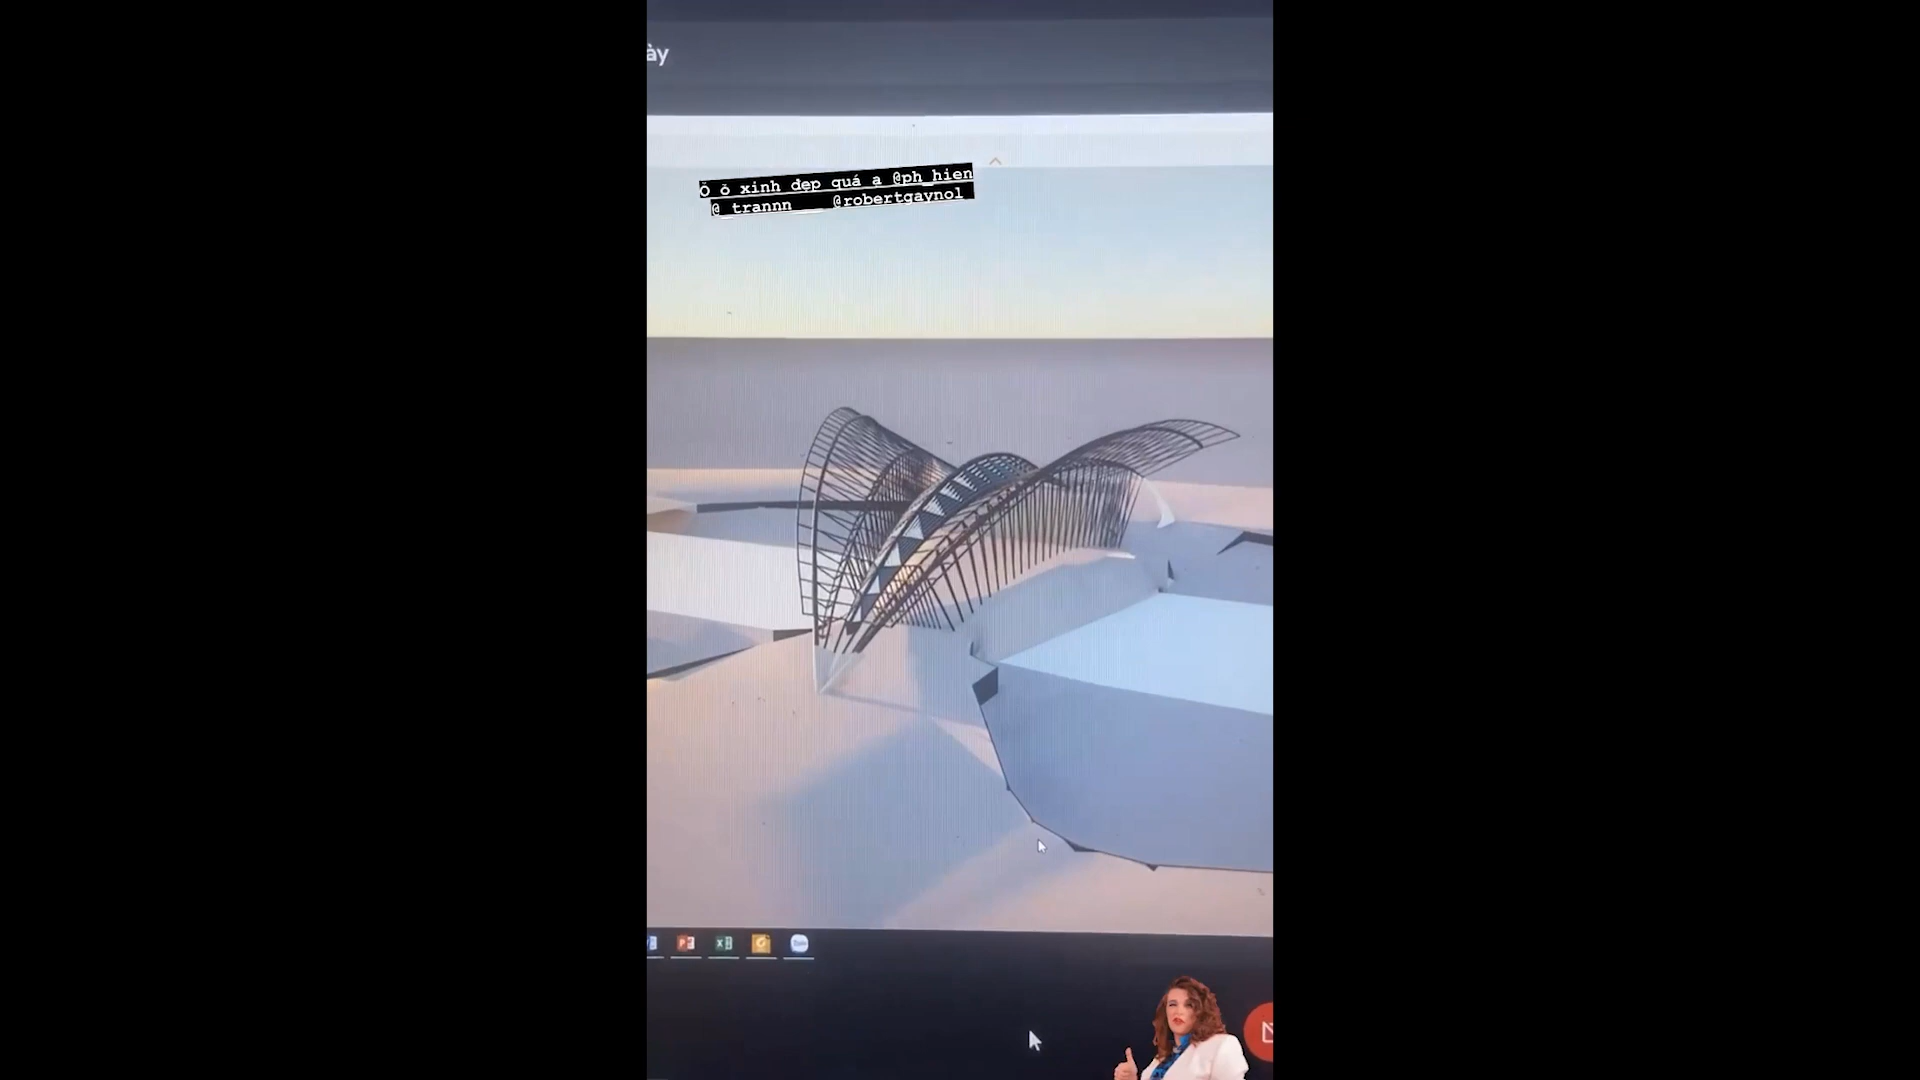 ày
Ỏ ỏ xinh đẹp quá ạ @ph_hien
@_trannn___@robertgaynol